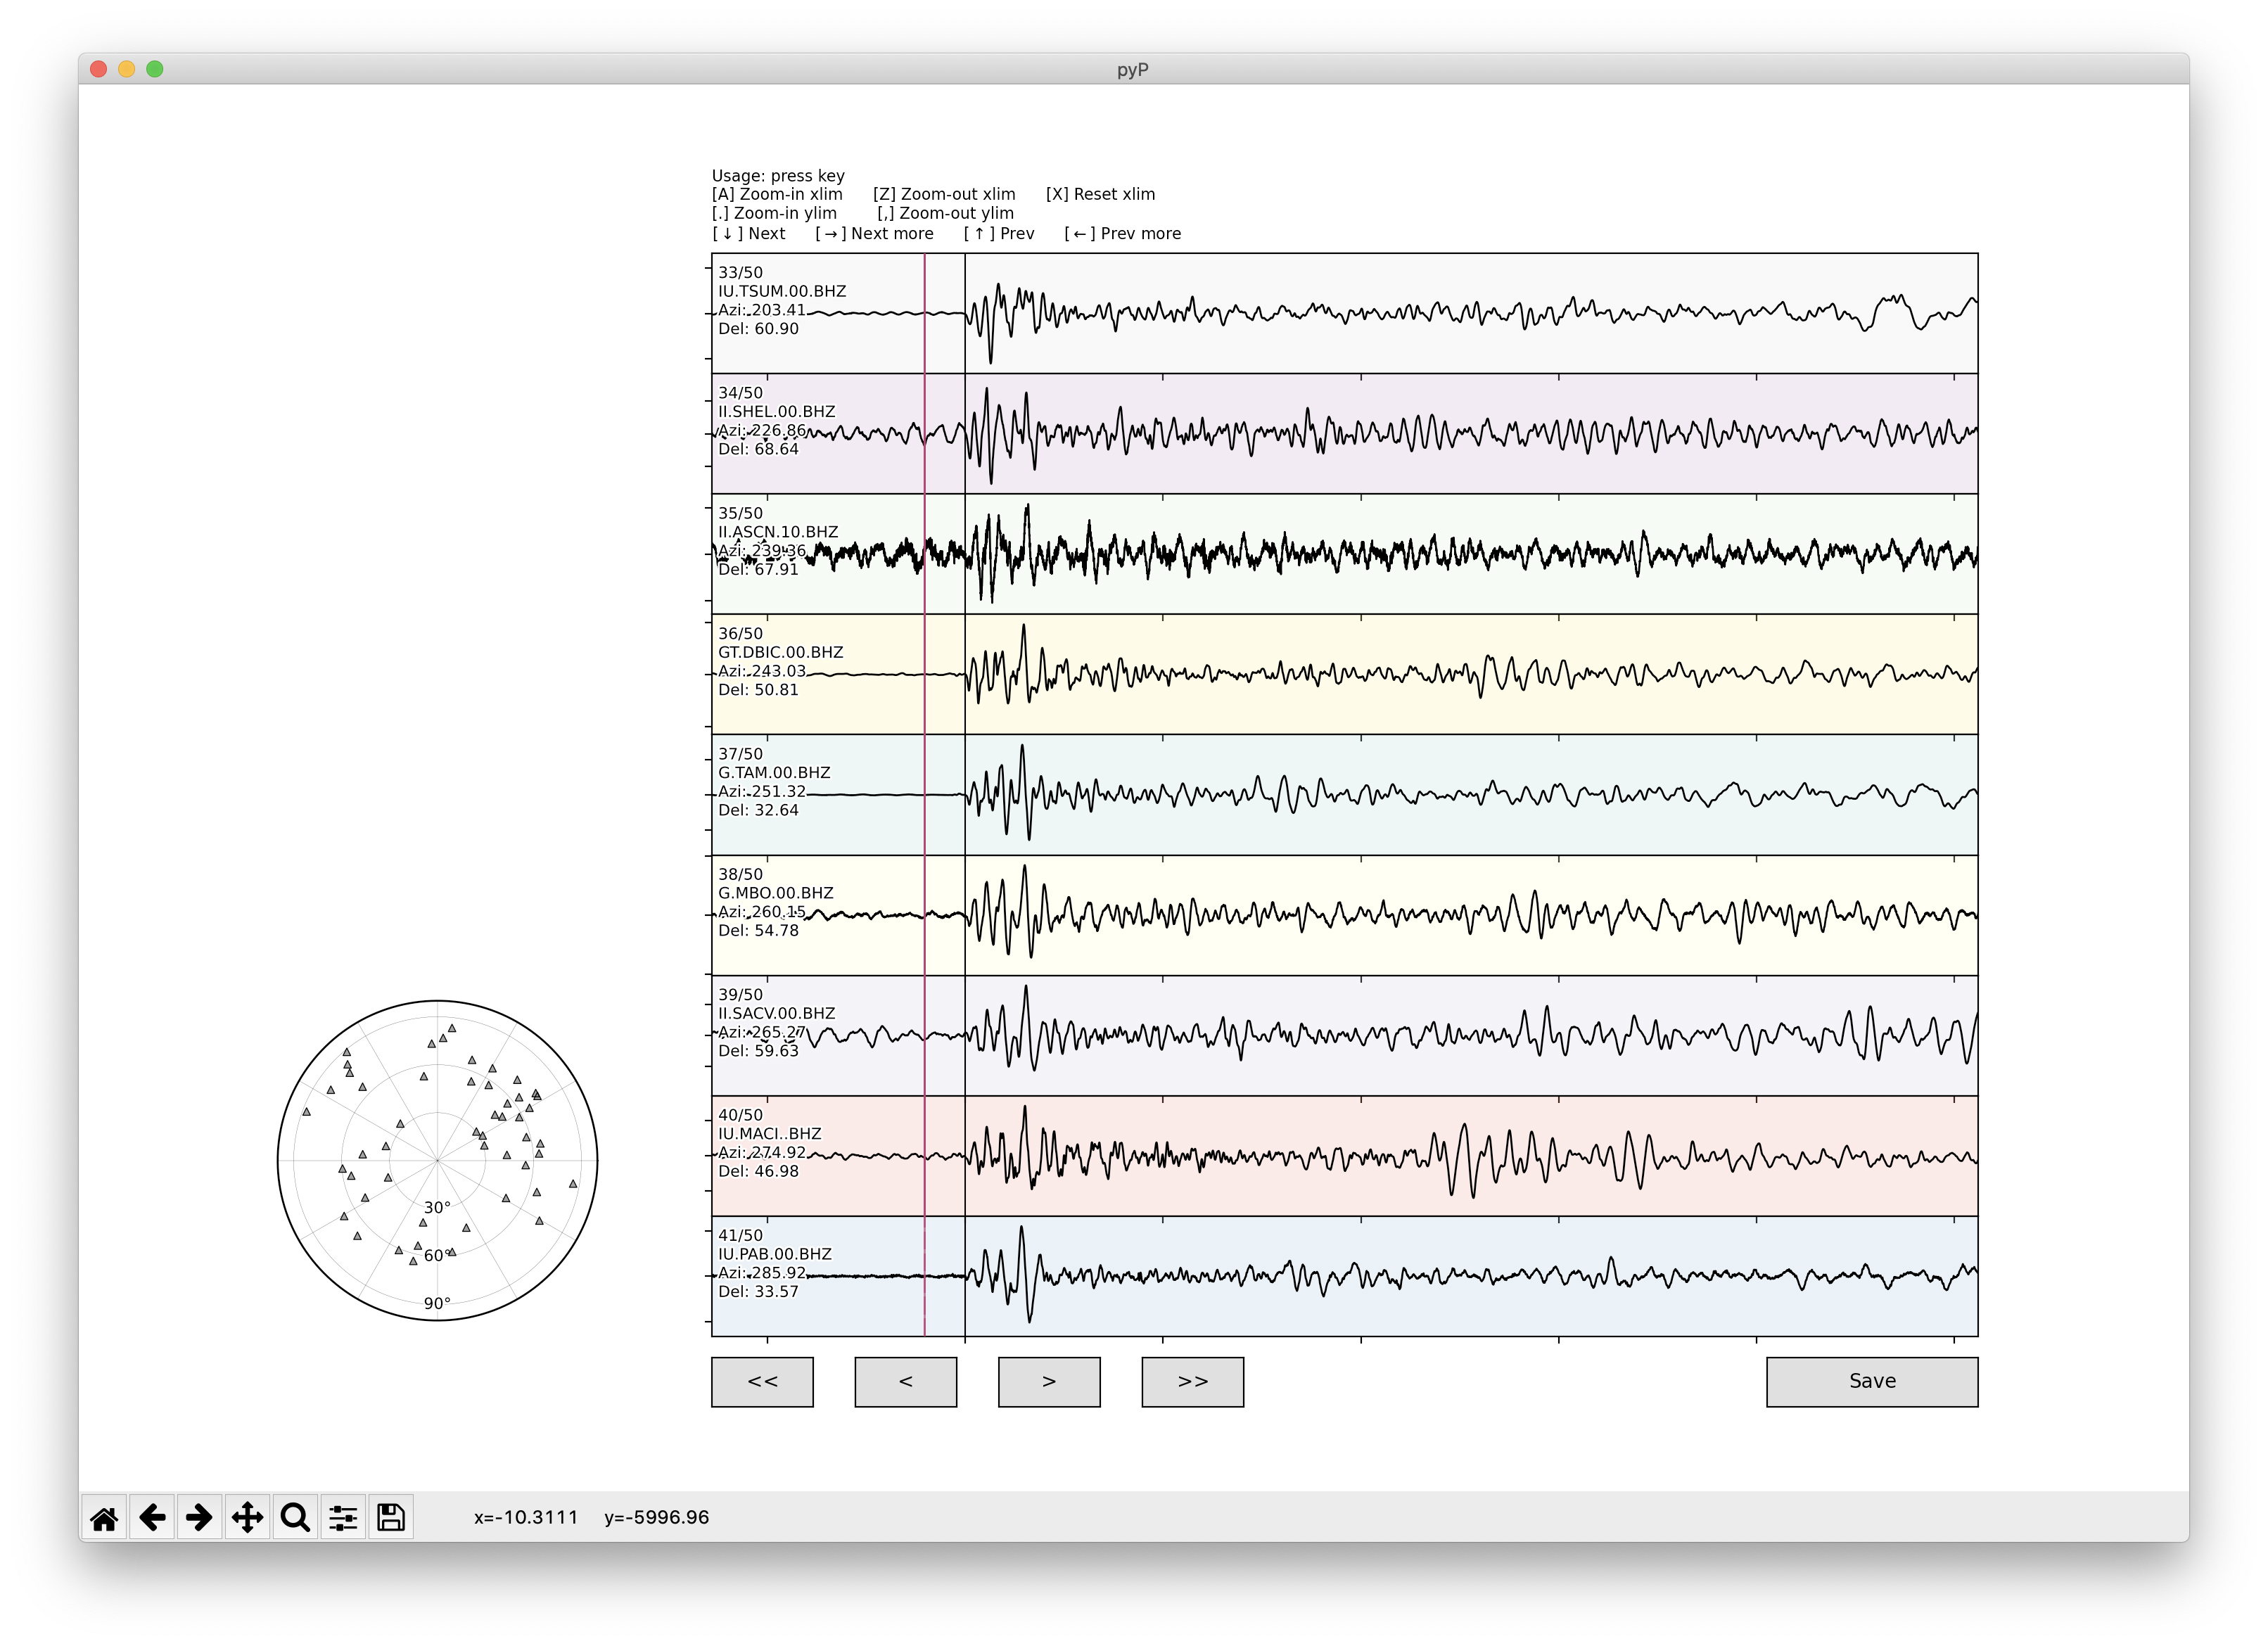 pyP
Usage: press key
[A] Zoom-in xlim [Z] Zoom-out xlim [X] Reset xlim
[.] Zoom-in ylim [,] Zoom-out ylim
[↓] Next [→] Next more [↑] Prev [←] Prev more
33/50
IU.TSUM.00.BHZ
Azi: 203.41
Del: 60.90
34/50
II.SHEL.00.BHZ
Azi: 226.86
Del: 68.64
35/50
II.ASCN.10.BHZ
Azi: 239.36
Del: 67.91
36/50
GT.DBIC.00.BHZ
Azi: 243.03
Del: 50.81
37/50
G.TAM.00.BHZ
Azi: 251.32
Del: 32.64
38/50
G.MBO.00.BHZ
Azi: 260.15
Del: 54.78
39/50
II.SACV.00.BHZ
Azi: 265.27
Del: 59.63
40/50
IU.MACI..BHZ
Azi: 274.92
Del: 46.98
41/50
IU.PAB.00.BHZ
Azi: 285.92
Del: 33.57
30°
60°
90°
<< < > >> Save
x=-10.3111 y=-5996.96